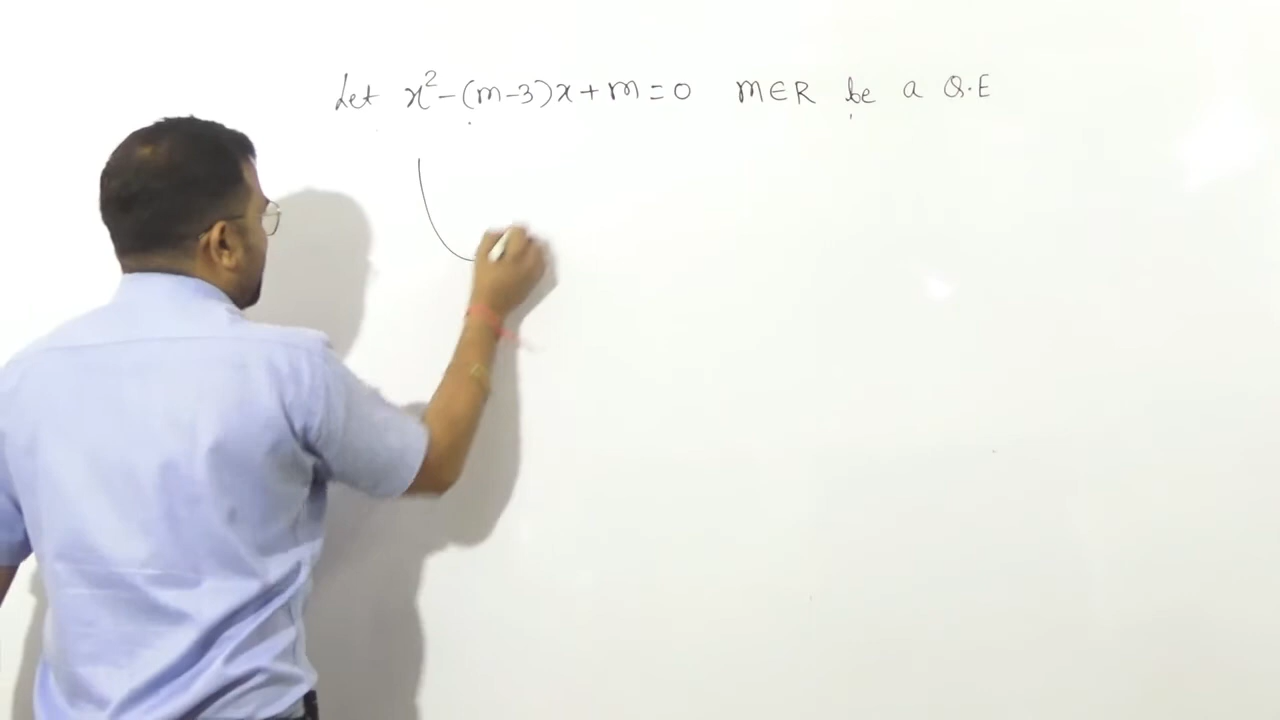 Let x² - (m-3)x + m = 0 m∈R be a Q.E